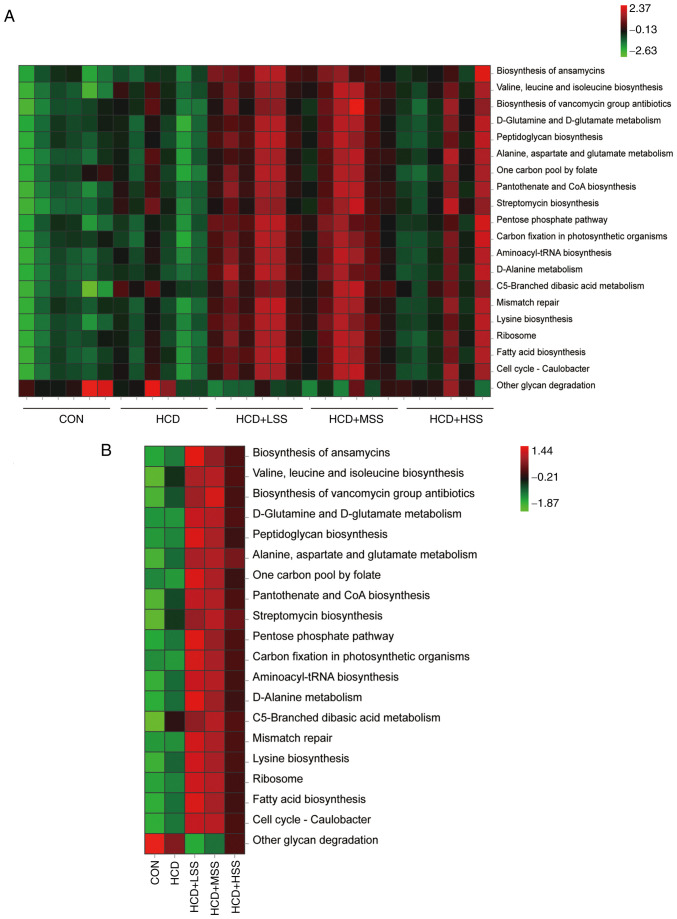 A
2.37
−0.13
−2.63
Biosynthesis of ansamycins
Valine, leucine and isoleucine biosynthesis
Biosynthesis of vancomycin group antibiotics
D-Glutamine and D-glutamate metabolism
Peptidoglycan biosynthesis
Alanine, aspartate and glutamate metabolism
One carbon pool by folate
Pantothenate and CoA biosynthesis
Streptomycin biosynthesis
Pentose phosphate pathway
Carbon fixation in photosynthetic organisms
Aminoacyl-tRNA biosynthesis
D-Alanine metabolism
C5-Branched dibasic acid metabolism
Mismatch repair
Lysine biosynthesis
Ribosome
Fatty acid biosynthesis
Cell cycle - Caulobacter
Other glycan degradation
CON HCD HCD+LSS HCD+MSS HCD+HSS
B
1.44
−0.21
−1.87
Biosynthesis of ansamycins
Valine, leucine and isoleucine biosynthesis
Biosynthesis of vancomycin group antibiotics
D-Glutamine and D-glutamate metabolism
Peptidoglycan biosynthesis
Alanine, aspartate and glutamate metabolism
One carbon pool by folate
Pantothenate and CoA biosynthesis
Streptomycin biosynthesis
Pentose phosphate pathway
Carbon fixation in photosynthetic organisms
Aminoacyl-tRNA biosynthesis
D-Alanine metabolism
C5-Branched dibasic acid metabolism
Mismatch repair
Lysine biosynthesis
Ribosome
Fatty acid biosynthesis
Cell cycle - Caulobacter
Other glycan degradation
CON
HCD
HCD+LSS
HCD+MSS
HCD+HSS